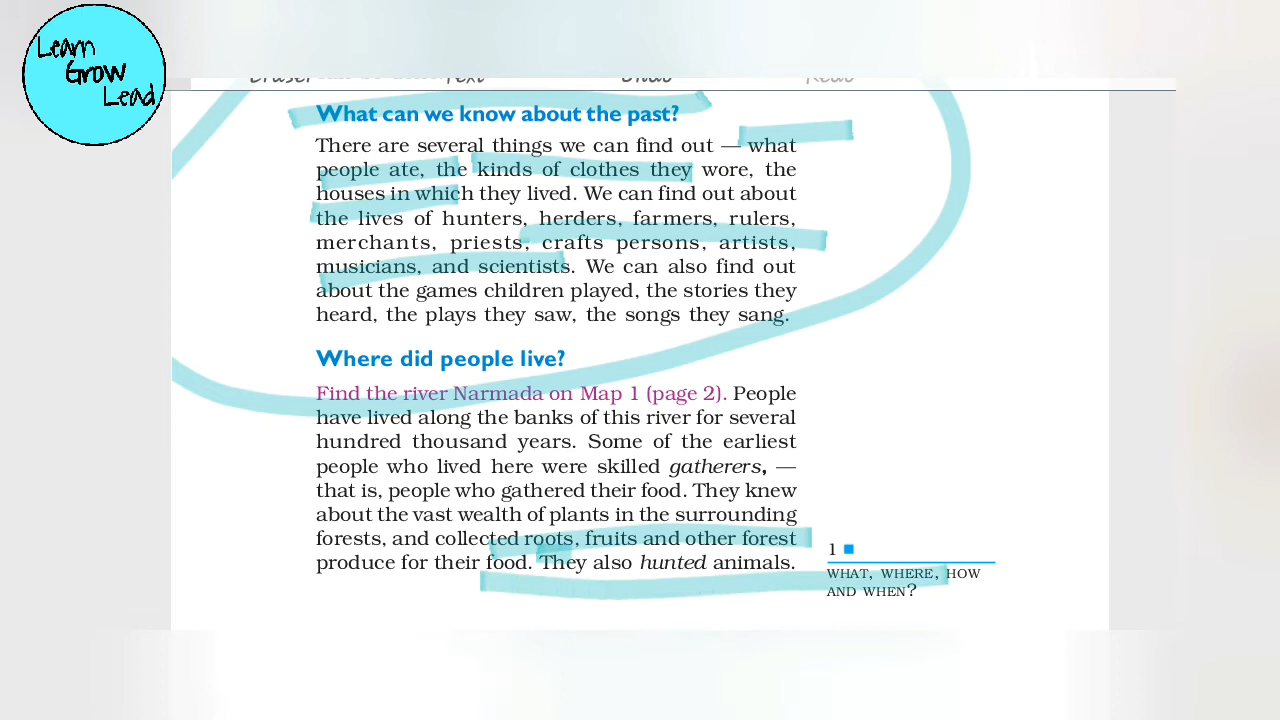 Learn
Grow
Lead
What can we know about the past?
There are several things we can find out — what
people ate, the kinds of clothes they wore, the
houses in which they lived. We can find out about
the lives of hunters, herders, farmers, rulers,
merchants, priests, crafts persons, artists,
musicians, and scientists. We can also find out
about the games children played, the stories they
heard, the plays they saw, the songs they sang.
Where did people live?
Find the river Narmada on Map 1 (page 2). People
have lived along the banks of this river for several
hundred thousand years. Some of the earliest
people who lived here were skilled gatherers, —
that is, people who gathered their food. They knew
about the vast wealth of plants in the surrounding
forests, and collected roots, fruits and other forest
produce for their food. They also hunted animals.
1
WHAT, WHERE, HOW
AND WHEN?